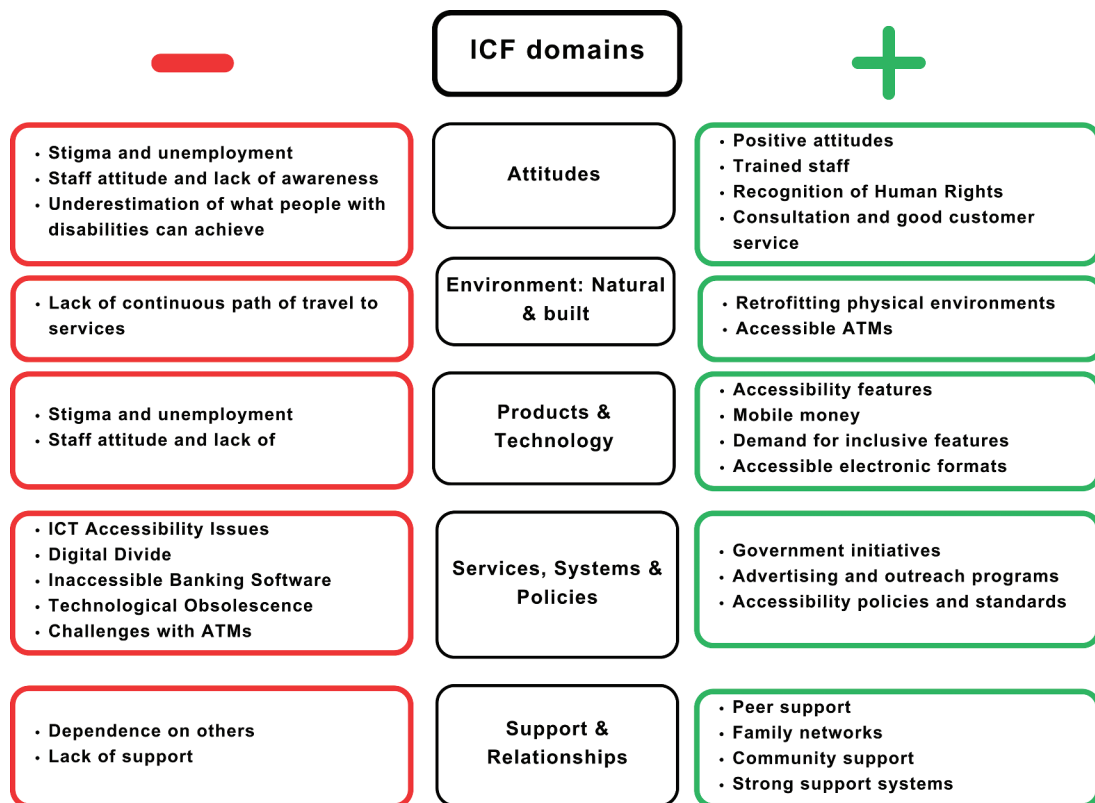 ICF domains
• Stigma and unemployment
• Staff attitude and lack of awareness
• Underestimation of what people with
disabilities can achieve
Attitudes
• Positive attitudes
• Trained staff
• Recognition of Human Rights
• Consultation and good customer
service
• Lack of continuous path of travel to
services
Environment: Natural
& built
• Retrofitting physical environments
• Accessible ATMs
• Stigma and unemployment
• Staff attitude and lack of
Products &
Technology
• Accessibility features
• Mobile money
• Demand for inclusive features
• Accessible electronic formats
• ICT Accessibility Issues
• Digital Divide
• Inaccessible Banking Software
• Technological Obsolescence
• Challenges with ATMs
Services, Systems &
Policies
• Government initiatives
• Advertising and outreach programs
• Accessibility policies and standards
• Dependence on others
• Lack of support
Support &
Relationships
• Peer support
• Family networks
• Community support
• Strong support systems